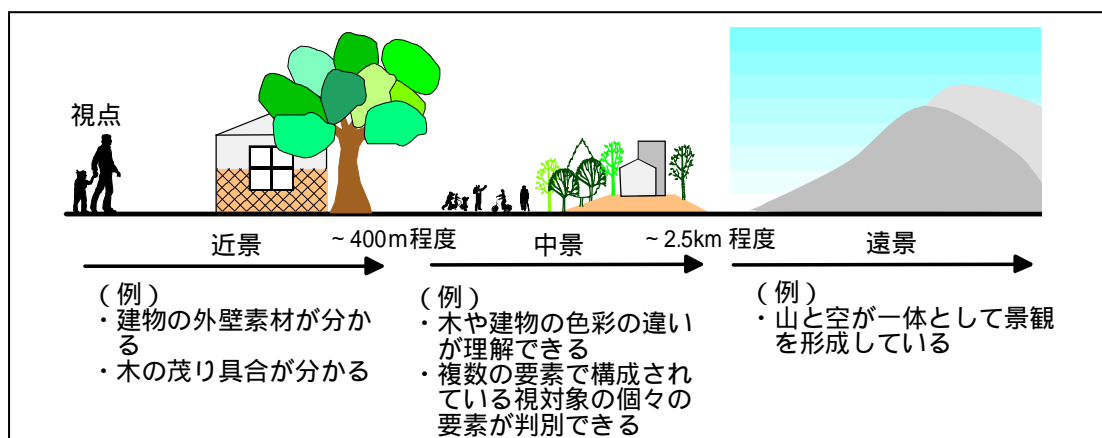 視点
近景
~400m程度
中景
~2.5km 程度
遠景
(例)
・建物の外壁素材が分か
る
・木の茂り具合が分かる
(例)
・木や建物の色彩の違い
が理解できる
・複数の要素で構成され
ている視対象の個々の
要素が判別できる
(例)
・山と空が一体として景観
を形成している